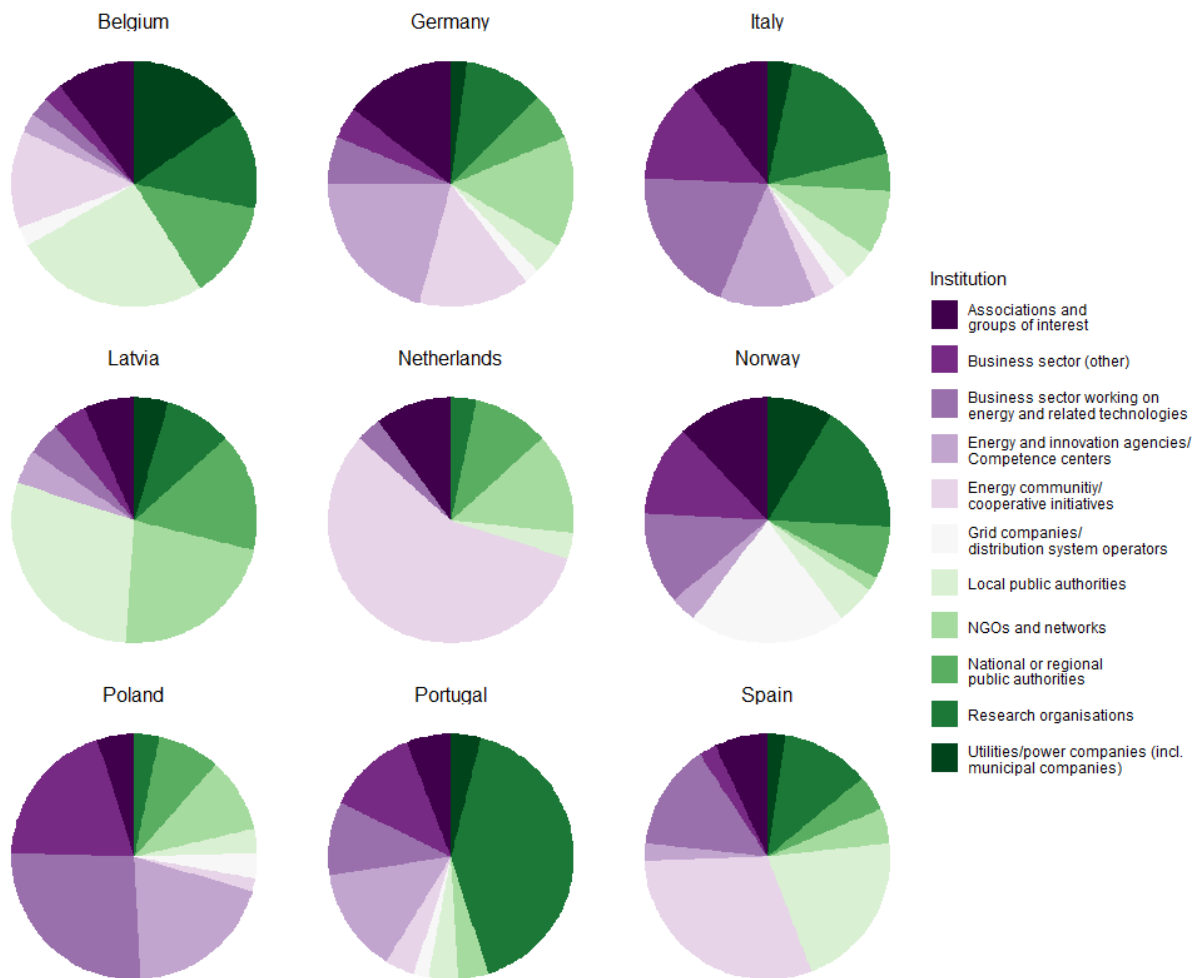 Belgium
Germany
Italy
Latvia
Netherlands
Norway
Poland
Portugal
Spain
Institution
Associations and
groups of interest
Business sector (other)
Business sector working on
energy and related technologies
Energy and innovation agencies/
Competence centers
Energy communitiy/
cooperative initiatives
Grid companies/
distribution system operators
Local public authorities
NGOs and networks
National or regional
public authorities
Research organisations
Utilities/power companies (incl.
municipal companies)